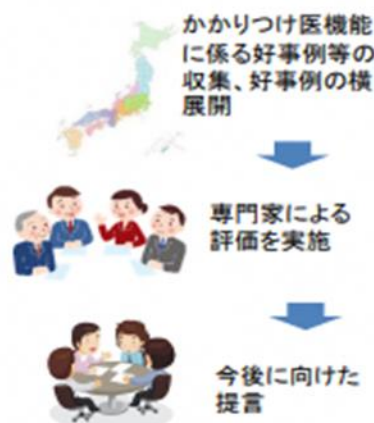 かかりつけ医機能
に係る好事例等の
収集、好事例の横
展開
専門家による
評価を実施
今後に向けた
提言